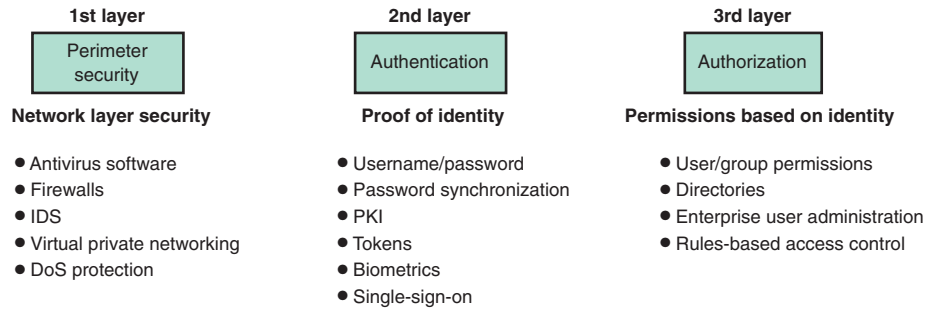 1st layer
Perimeter
security
Network layer security
● Antivirus software
● Firewalls
● IDS
● Virtual private networking
● DoS protection
2nd layer
Authentication
Proof of identity
● Username/password
● Password synchronization
● PKI
● Tokens
● Biometrics
● Single-sign-on
3rd layer
Authorization
Permissions based on identity
● User/group permissions
● Directories
● Enterprise user administration
● Rules-based access control